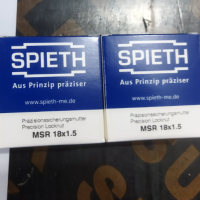 SPIETH
Aus Prinzip präziser
www.spieth-me.de
Präzisionssicherungsmutter
Precision Locknut
MSR 18x1.5
SPIETH
Aus Prinzip präziser
www.spieth-me.de
Präzisionssicherungsmutter
Precision Locknut
MSR 18x1.5